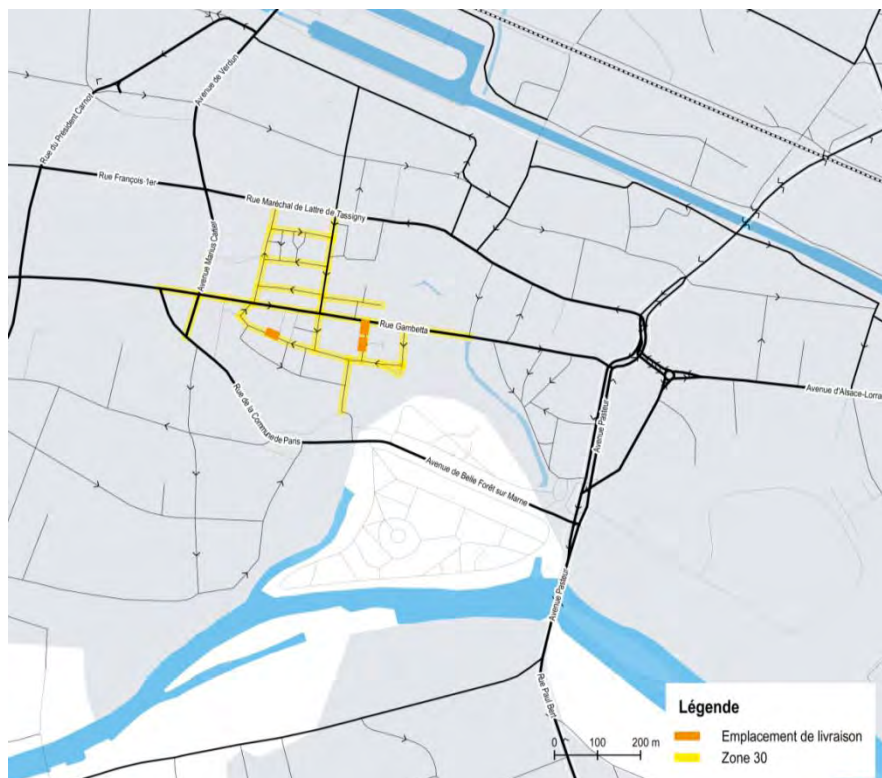 Avenue de Verdun
Rue du Président Carnot
Rue François 1er
Rue Maréchal de Lattre de Tassigny
Avenue Marius Cartier
Rue Gambetta
Avenue d'Alsace-Lorra
Rue de la Commune de Paris
Avenue Pasteur
Avenue de Belle Forêt sur Marne
Avenue Pasteur
Rue Paul Bert
Légende
Emplacement de livraison
Zone 30
0 100 200 m